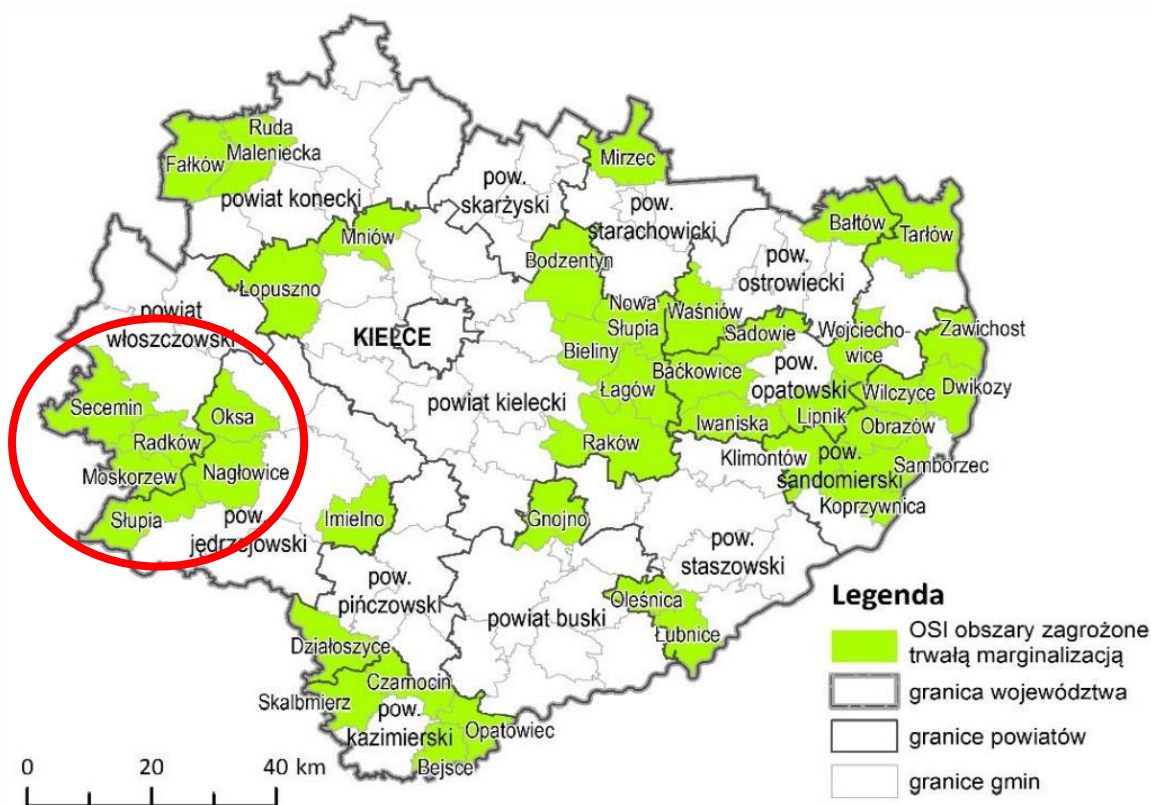 Ruda
Maleniecka
Fałków
powiat konecki
pow.
skarżyski
Mirzec
pow.
starachowicki
Mniów
Bodzentyn
Bałtów
Tarłów
pow.
ostrowiecki
Łopuszno
powiat
włoszczowski
KIELCE
Nowa
Słupia
Waśniów
Sadowie
Wojciecho-
wice
Zawichost
Bieliny
Baćkowice
pow.
opatowski
Łagów
Wilczyce
Dwikozy
Secemin
Oksa
powiat kielecki
Iwaniska
Lipnik
Obrazów
Radków
Raków
Klimontów
pow.
sandomierski
Samborzec
Moskorzew
Nagłowice
Koprzywnica
Słupia
pow.
jędrzejowski
Imielno
Gnojno
pow.
staszowski
pow.
pińczowski
powiat buski
Oleśnica
Łubnice
Działoszyce
Czarnocin
Skalbmierz
pow.
kazimierski
Opatowiec
Bejsce
Legenda
OSI obszary zagrożone
trwałą marginalizacją
granica województwa
granice powiatów
granice gmin
0 20 40 km